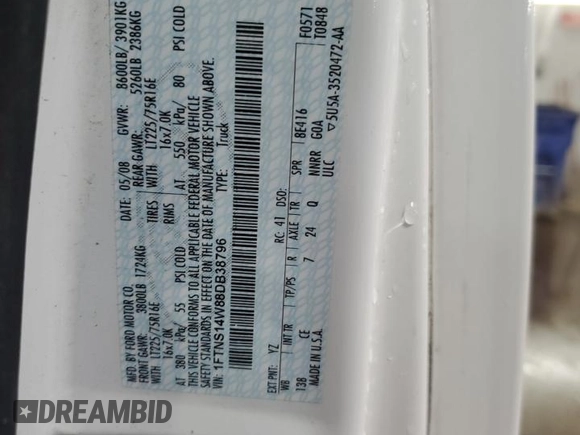 MFD. BY FORD MOTOR CO.
DATE: 05/08 GVWR: 8600LB/ 3901KG
FRONT GAWR: 3800LB 1724KG REAR GAWR: 5260LB 2386KG
WITH LT225/75R16E TIRES WITH LT225/75R16E
16x7.0K RIMS 16x7.0K
AT 380 kPa/ 55 PSI COLD AT 550 kPa/ 80 PSI COLD
CONFORMS TO ALL APPLICABLE FEDERAL MOTOR VEHICLE
SAFETY STANDARDS IN EFFECT ON THE DATE OF MANUFACTURE SHOWN ABOVE.
VIN: 1FTNS14W88DB38796
TYPE: Truck
F0571
T0848
EXT PNT: YZ RC: 41 DSO:
WB INT TR TP/PS R AXLE TR SPR 8E416
138 CE 7 24 Q NNRR G0A
MADE IN U.S.A. ULC ▽5U5A-3520472-AA
DREAMBID